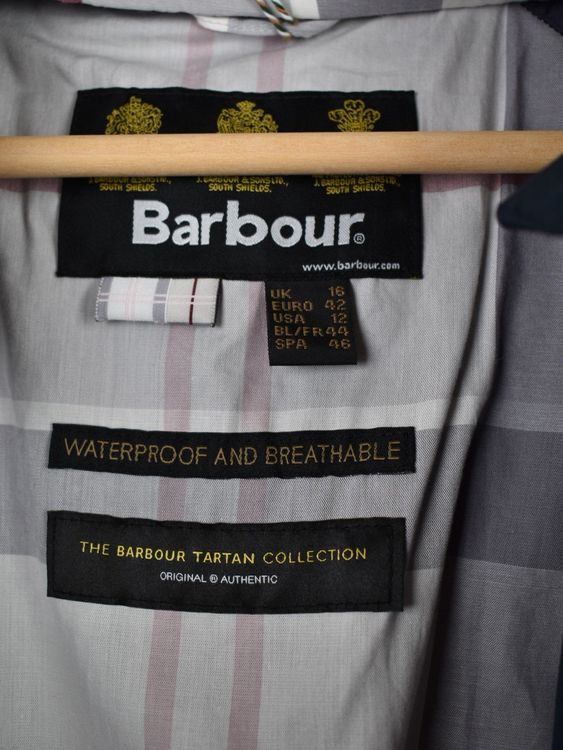 J. BARBOUR & SONS LTD., J. BARBOUR & SONS LTD., J. BARBOUR & SONS LTD.,
SOUTH SHIELDS. SOUTH SHIELDS. SOUTH SHIELDS.
Barbour®
www.barbour.com
UK 16
EURO 42
USA 12
BL/FR 44
SPA 46
WATERPROOF AND BREATHABLE
THE BARBOUR TARTAN COLLECTION
ORIGINAL ® AUTHENTIC